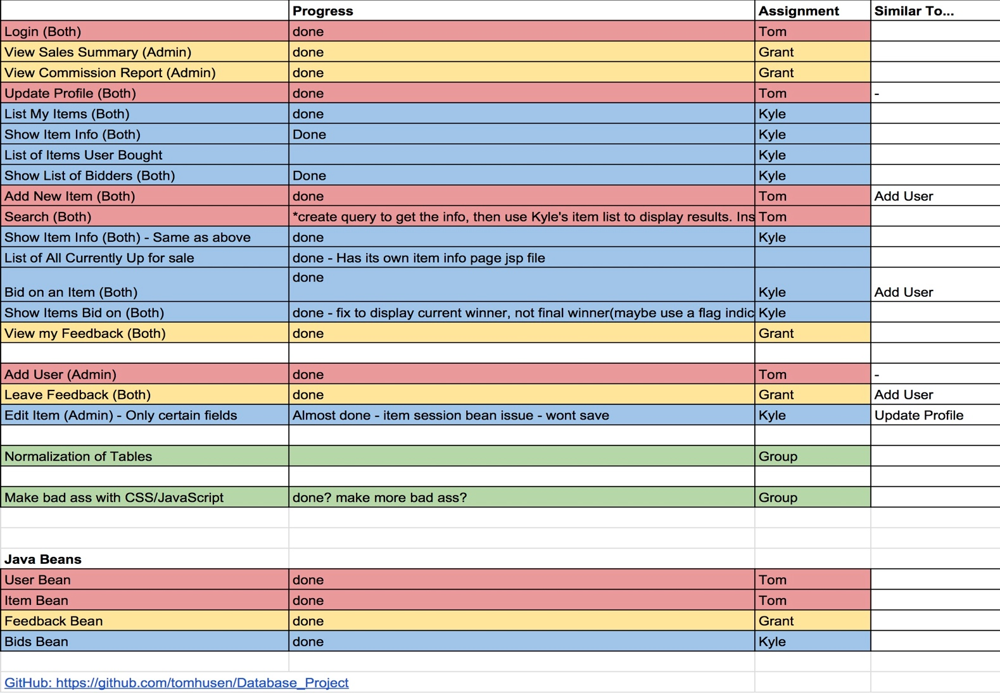 Progress Assignment Similar To...
Login (Both) done Tom
View Sales Summary (Admin) done Grant
View Commission Report (Admin) done Grant
Update Profile (Both) done Tom -
List My Items (Both) done Kyle
Show Item Info (Both) Done Kyle
List of Items User Bought Kyle
Show List of Bidders (Both) Done Kyle
Add New Item (Both) done Tom Add User
Search (Both) *create query to get the info, then use Kyle's item list to display results. Ins Tom
Show Item Info (Both) - Same as above done Kyle
List of All Currently Up for sale done - Has its own item info page jsp file
Bid on an Item (Both) done Kyle Add User
Show Items Bid on (Both) done - fix to display current winner, not final winner(maybe use a flag indic Kyle
View my Feedback (Both) done Grant
Add User (Admin) done Tom -
Leave Feedback (Both) done Grant Add User
Edit Item (Admin) - Only certain fields Almost done - item session bean issue - wont save Kyle Update Profile
Normalization of Tables Group
Make bad ass with CSS/JavaScript done? make more bad ass? Group
Java Beans
User Bean done Tom
Item Bean done Tom
Feedback Bean done Grant
Bids Bean done Kyle
GitHub: https://github.com/tomhusen/Database_Project